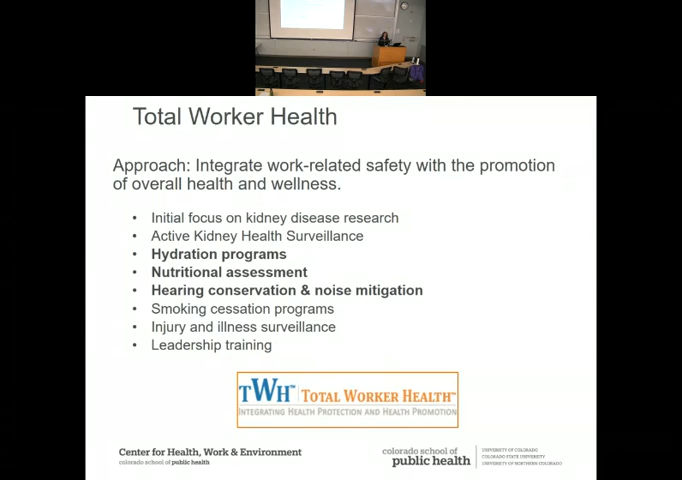 Total Worker Health
Approach: Integrate work-related safety with the promotion
of overall health and wellness.
• Initial focus on kidney disease research
• Active Kidney Health Surveillance
• Hydration programs
• Nutritional assessment
• Hearing conservation & noise mitigation
• Smoking cessation programs
• Injury and illness surveillance
• Leadership training
TWH™ TOTAL WORKER HEALTH™
INTEGRATING HEALTH PROTECTION AND HEALTH PROMOTION
Center for Health, Work & Environment
colorado school of public health
colorado school of
public health
UNIVERSITY OF COLORADO
COLORADO STATE UNIVERSITY
UNIVERSITY OF NORTHERN COLORADO